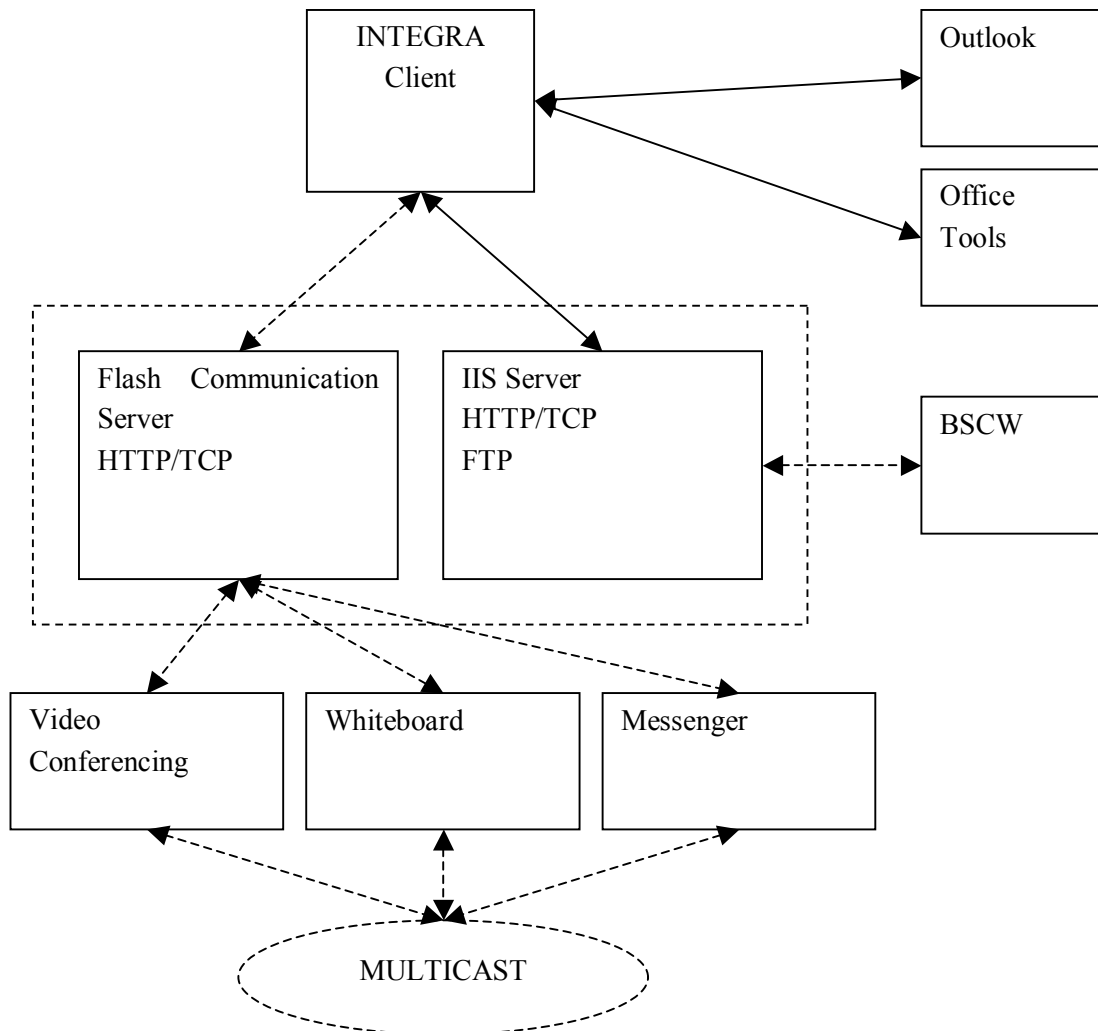 INTEGRA
Client
Outlook
Office
Tools
Flash Communication
Server
HTTP/TCP
IIS Server
HTTP/TCP
FTP
BSCW
Video
Conferencing
Whiteboard
Messenger
MULTICAST